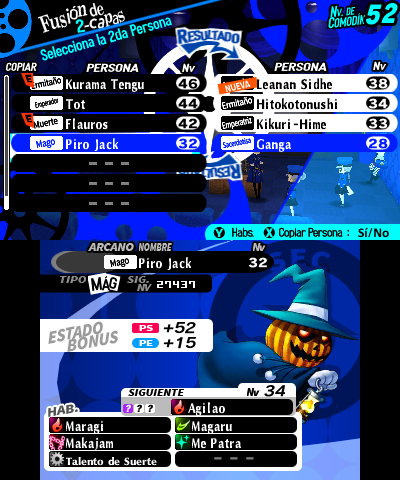 Fusión de
2-capas
Selecciona la 2da Persona
NV. DE
COMODÍN 52
RESULTADO
COPIAR PERSONA Nv
PERSONA Nv
E Ermitaño Kurama Tengu 46
NUEVA Leanan Sidhe 38
Emperador Tot 44
Ermitaño Hitokotonushi 34
E Muerte Flauros 42
Emperatriz Kikuri-Hime 33
Mago Piro Jack 32
Sacerdotisa Ganga 28
- - -
- - -
- - -
Y Habs. X Copiar Persona : Sí/No
ARCANO NOMBRE Nv
Mago Piro Jack 32
TIPO MÁG SIG. NV 27437
ESTADO
BONUS
PS +52
PE +15
SIGUIENTE Nv 34
HAB.
? ? ? Agilao
Maragi Magaru
Makajam Me Patra
Talento de Suerte - - -